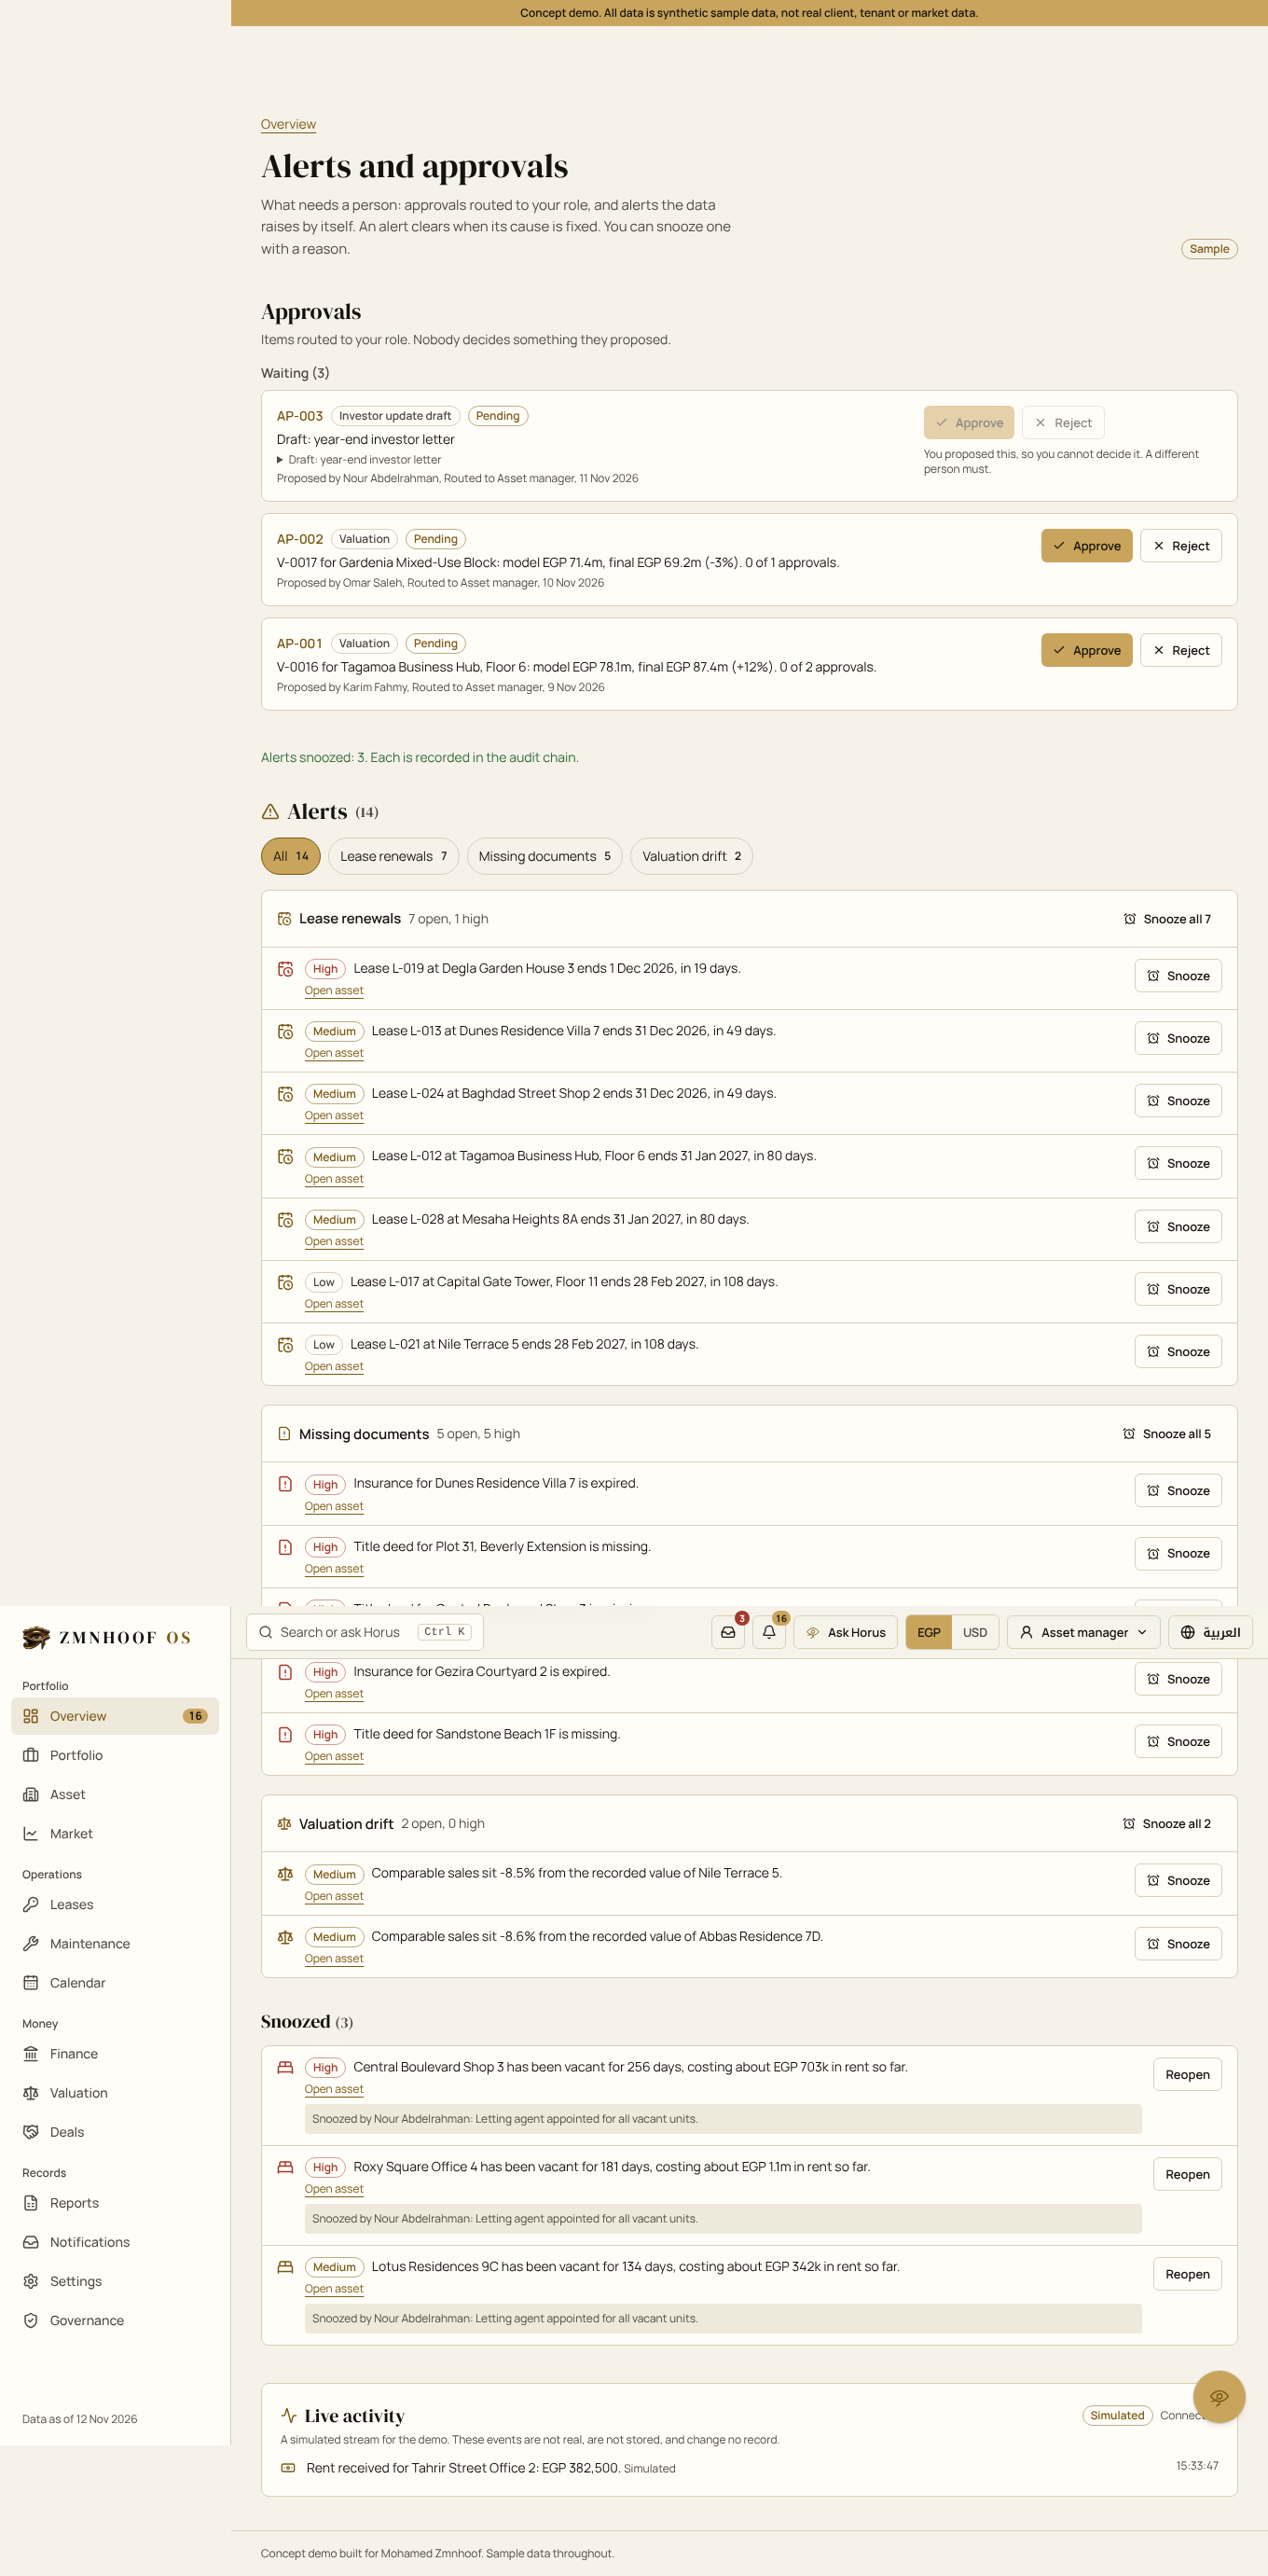 Concept demo. All data is synthetic sample data, not real client, tenant or market data.
Overview
Alerts and approvals
What needs a person: approvals routed to your role, and alerts the data
raises by itself. An alert clears when its cause is fixed. You can snooze one
with a reason.
Sample
Approvals
Items routed to your role. Nobody decides something they proposed.
Waiting (3)
AP-003 Investor update draft Pending
Approve Reject
Draft: year-end investor letter
Draft: year-end investor letter
You proposed this, so you cannot decide it. A different
person must.
Proposed by Nour Abdelrahman, Routed to Asset manager, 11 Nov 2026
AP-002 Valuation Pending
Approve Reject
V-0017 for Gardenia Mixed-Use Block: model EGP 71.4m, final EGP 69.2m (-3%). 0 of 1 approvals.
Proposed by Omar Saleh, Routed to Asset manager, 10 Nov 2026
AP-001 Valuation Pending
Approve Reject
V-0016 for Tagamoa Business Hub, Floor 6: model EGP 78.1m, final EGP 87.4m (+12%). 0 of 2 approvals.
Proposed by Karim Fahmy, Routed to Asset manager, 9 Nov 2026
Alerts snoozed: 3. Each is recorded in the audit chain.
Alerts (14)
All 14 Lease renewals 7 Missing documents 5 Valuation drift 2
Lease renewals 7 open, 1 high Snooze all 7
High Lease L-019 at Degla Garden House 3 ends 1 Dec 2026, in 19 days. Snooze
Open asset
Medium Lease L-013 at Dunes Residence Villa 7 ends 31 Dec 2026, in 49 days. Snooze
Open asset
Medium Lease L-024 at Baghdad Street Shop 2 ends 31 Dec 2026, in 49 days. Snooze
Open asset
Medium Lease L-012 at Tagamoa Business Hub, Floor 6 ends 31 Jan 2027, in 80 days. Snooze
Open asset
Medium Lease L-028 at Mesaha Heights 8A ends 31 Jan 2027, in 80 days. Snooze
Open asset
Low Lease L-017 at Capital Gate Tower, Floor 11 ends 28 Feb 2027, in 108 days. Snooze
Open asset
Low Lease L-021 at Nile Terrace 5 ends 28 Feb 2027, in 108 days. Snooze
Open asset
Missing documents 5 open, 5 high Snooze all 5
High Insurance for Dunes Residence Villa 7 is expired. Snooze
Open asset
High Title deed for Plot 31, Beverly Extension is missing. Snooze
Open asset
ZMNHOOF OS
Search or ask Horus Ctrl K
3 16 Ask Horus EGP USD Asset manager العربية
High Insurance for Gezira Courtyard 2 is expired. Snooze
Open asset
High Title deed for Sandstone Beach 1F is missing. Snooze
Open asset
Portfolio
Overview 16
Portfolio
Asset
Market
Operations
Leases
Maintenance
Calendar
Money
Finance
Valuation
Deals
Records
Reports
Notifications
Settings
Governance
Data as of 12 Nov 2026
Valuation drift 2 open, 0 high Snooze all 2
Medium Comparable sales sit -8.5% from the recorded value of Nile Terrace 5. Snooze
Open asset
Medium Comparable sales sit -8.6% from the recorded value of Abbas Residence 7D. Snooze
Open asset
Snoozed (3)
High Central Boulevard Shop 3 has been vacant for 256 days, costing about EGP 703k in rent so far. Reopen
Open asset
Snoozed by Nour Abdelrahman: Letting agent appointed for all vacant units.
High Roxy Square Office 4 has been vacant for 181 days, costing about EGP 1.1m in rent so far. Reopen
Open asset
Snoozed by Nour Abdelrahman: Letting agent appointed for all vacant units.
Medium Lotus Residences 9C has been vacant for 134 days, costing about EGP 342k in rent so far. Reopen
Open asset
Snoozed by Nour Abdelrahman: Letting agent appointed for all vacant units.
Live activity Simulated
A simulated stream for the demo. These events are not real, are not stored, and change no record.
Rent received for Tahrir Street Office 2: EGP 382,500. Simulated 15:33:47
Concept demo built for Mohamed Zmnhoof. Sample data throughout.